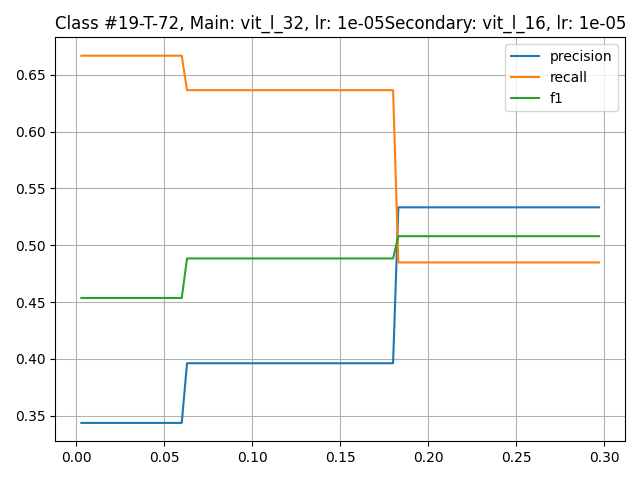 Class #19-T-72, Main: vit_l_32, lr: 1e-05Secondary: vit_l_16, lr: 1e-05
precision
recall
f1
0.65
0.60
0.55
0.50
0.45
0.40
0.35
0.00 0.05 0.10 0.15 0.20 0.25 0.30